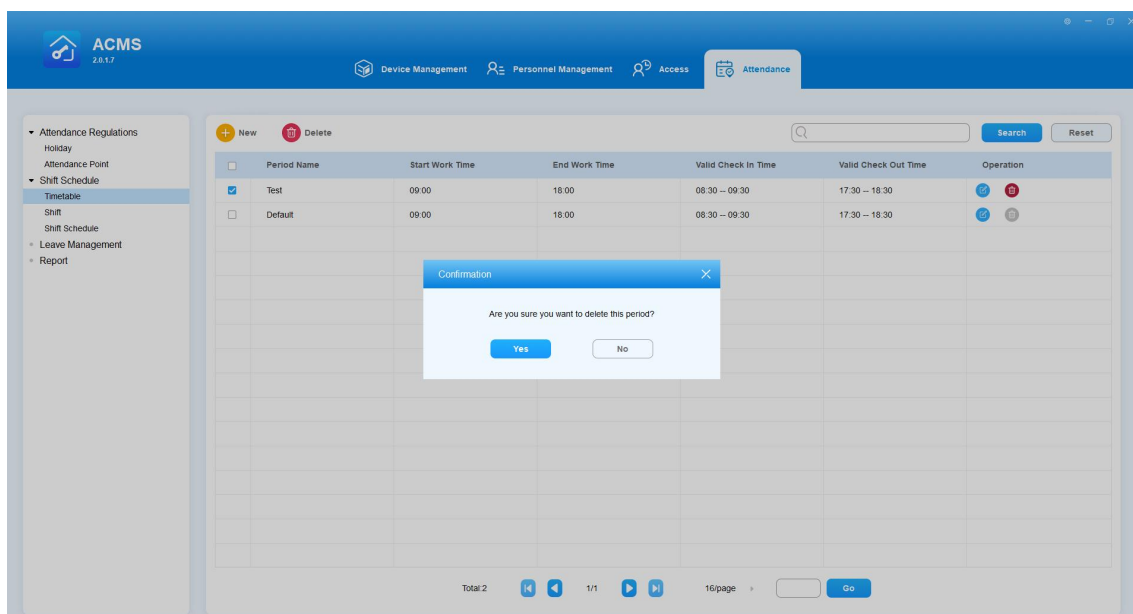 ACMS
2.0.1.7
Device Management Personnel Management Access Attendance
Attendance Regulations
Holiday
Attendance Point
Shift Schedule
Timetable
Shift
Shift Schedule
Leave Management
Report
New Delete Search Reset
Period Name Start Work Time End Work Time Valid Check In Time Valid Check Out Time Operation
Test 09:00 18:00 08:30 -- 09:30 17:30 -- 18:30
Default 09:00 18:00 08:30 -- 09:30 17:30 -- 18:30
Confirmation
Are you sure you want to delete this period?
Yes No
Total:2 1/1 16/page Go